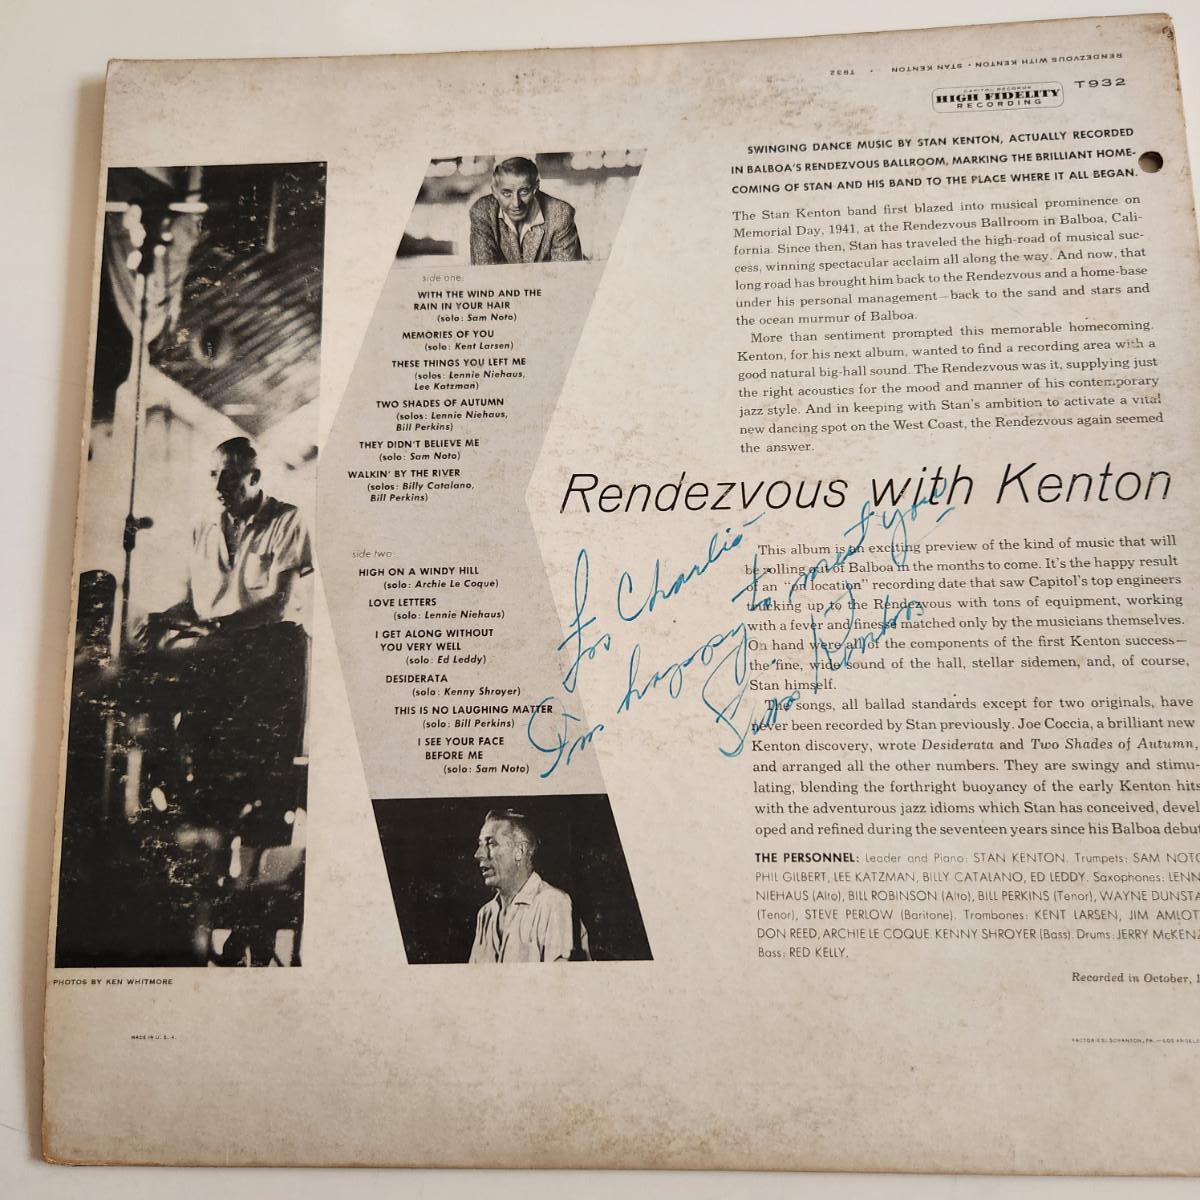 RENDEZVOUS WITH KENTON • STAN KENTON • T932
CAPITOL RECORDS
HIGH FIDELITY
RECORDING
T932
SWINGING DANCE MUSIC BY STAN KENTON, ACTUALLY RECORDED
IN BALBOA'S RENDEZVOUS BALLROOM, MARKING THE BRILLIANT HOME-
COMING OF STAN AND HIS BAND TO THE PLACE WHERE IT ALL BEGAN.
The Stan Kenton band first blazed into musical prominence on
Memorial Day, 1941, at the Rendezvous Ballroom in Balboa, Cali-
fornia. Since then, Stan has traveled the high-road of musical suc-
cess, winning spectacular acclaim all along the way. And now, that
long road has brought him back to the Rendezvous and a home-base
under his personal management—back to the sand and stars and
the ocean murmur of Balboa.
More than sentiment prompted this memorable homecoming.
Kenton, for his next album, wanted to find a recording area with a
good natural big-hall sound. The Rendezvous was it, supplying just
the right acoustics for the mood and manner of his contemporary
jazz style. And in keeping with Stan's ambition to activate a vital
new dancing spot on the West Coast, the Rendezvous again seemed
the answer.
side one:
WITH THE WIND AND THE
RAIN IN YOUR HAIR
(solo: Sam Noto)
MEMORIES OF YOU
(solo: Kent Larsen)
THESE THINGS YOU LEFT ME
(solos: Lennie Niehaus,
Lee Katzman)
TWO SHADES OF AUTUMN
(solos: Lennie Niehaus,
Bill Perkins)
THEY DIDN'T BELIEVE ME
(solo: Sam Noto)
WALKIN' BY THE RIVER
(solos: Billy Catalano,
Bill Perkins)
side two:
HIGH ON A WINDY HILL
(solo: Archie Le Coque)
LOVE LETTERS
(solo: Lennie Niehaus)
I GET ALONG WITHOUT
YOU VERY WELL
(solo: Ed Leddy)
DESIDERATA
(solo: Kenny Shroyer)
THIS IS NO LAUGHING MATTER
(solo: Bill Perkins)
I SEE YOUR FACE
BEFORE ME
(solo: Sam Noto)
Rendezvous with Kenton
For Charlie
I'm happy to meet you
Stan Kenton
This album is an exciting preview of the kind of music that will
be rolling out of Balboa in the months to come. It's the happy result
of an "on location" recording date that saw Capitol's top engineers
trucking up to the Rendezvous with tons of equipment, working
with a fever and finesse matched only by the musicians themselves.
On hand were all of the components of the first Kenton success—
the fine, wide sound of the hall, stellar sidemen, and, of course,
Stan himself.
The songs, all ballad standards except for two originals, have
never been recorded by Stan previously. Joe Coccia, a brilliant new
Kenton discovery, wrote Desiderata and Two Shades of Autumn,
and arranged all the other numbers. They are swingy and stimu-
lating, blending the forthright buoyancy of the early Kenton hits
with the adventurous jazz idioms which Stan has conceived, devel
oped and refined during the seventeen years since his Balboa debut
THE PERSONNEL: Leader and Piano: STAN KENTON. Trumpets: SAM NOTO
PHIL GILBERT, LEE KATZMAN, BILLY CATALANO, ED LEDDY. Saxophones: LENN
NIEHAUS (Alto), BILL ROBINSON (Alto), BILL PERKINS (Tenor), WAYNE DUNSTA
(Tenor), STEVE PERLOW (Baritone). Trombones: KENT LARSEN, JIM AMLOT
DON REED, ARCHIE LE COQUE, KENNY SHROYER (Bass). Drums: JERRY McKENZ
Bass: RED KELLY.
Recorded in October, 1
PHOTOS BY KEN WHITMORE
MADE IN U.S.A.
FACTORIES: SCRANTON, PA.—LOS ANGELE